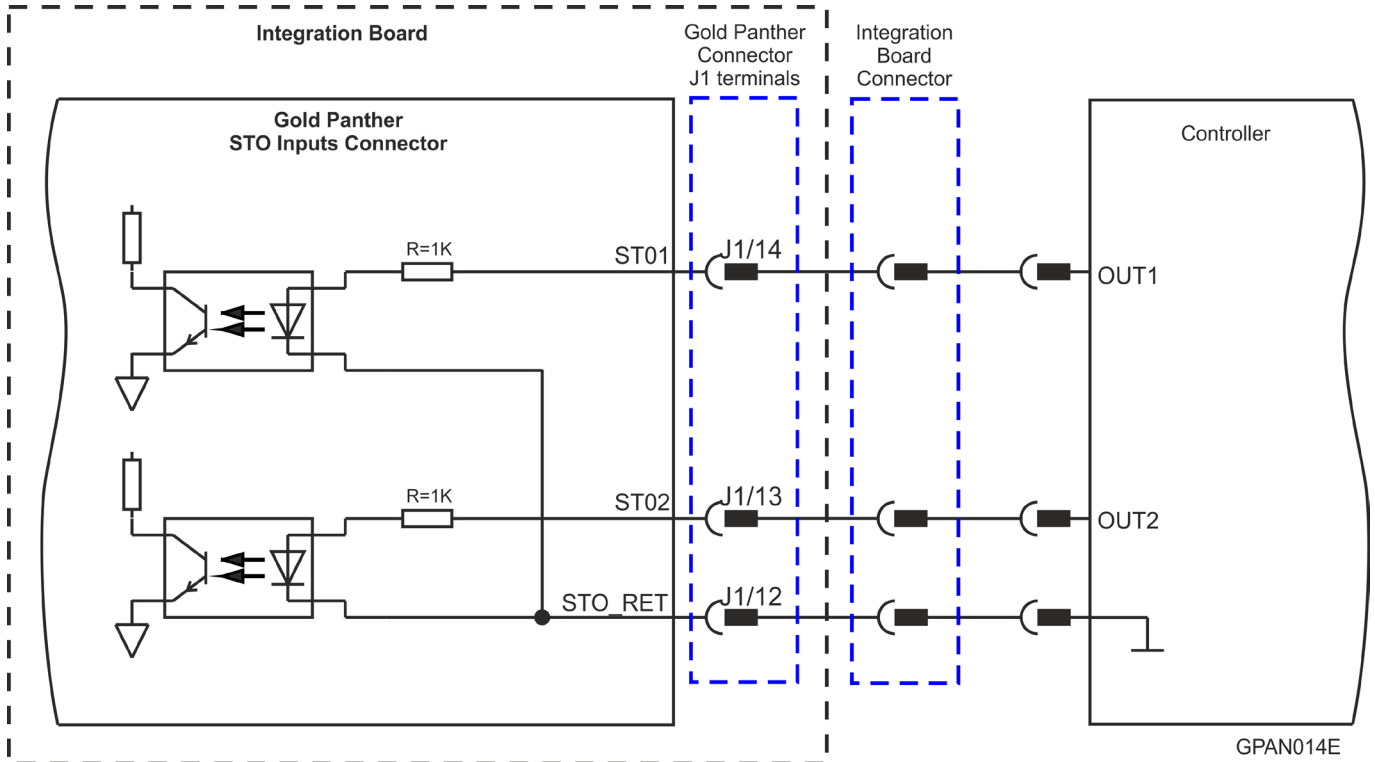 Integration Board
Gold Panther
Connector
J1 terminals
Integration
Board
Connector
Gold Panther
STO Inputs Connector
Controller
R=1K
ST01
J1/14
OUT1
R=1K
ST02
J1/13
OUT2
STO_RET
J1/12
GPAN014E